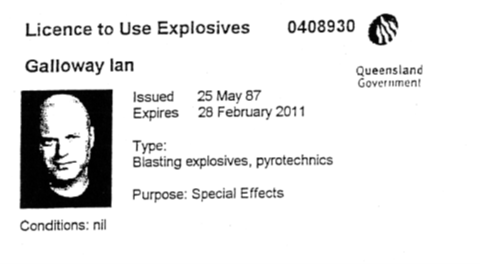 Licence to Use Explosives 0408930
Galloway Ian
Queensland
Government
Issued 25 May 87
Expires 28 February 2011
Type:
Blasting explosives, pyrotechnics
Purpose: Special Effects
Conditions: nil